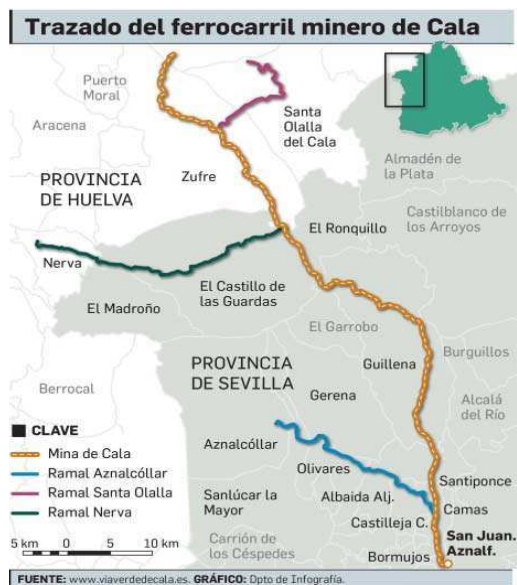 Trazado del ferrocarril minero de Cala
Puerto
Moral
Aracena
Santa
Olalla
del Cala
Almadén de
la Plata
Zufre
PROVINCIA
DE HUELVA
Castilblanco de
los Arroyos
El Ronquillo
Nerva
El Castillo de
las Guardas
El Madroño
El Garrobo
PROVINCIA
DE SEVILLA
Guillena
Burguillos
Berrocal
Gerena
Alcalá
del Río
CLAVE
Mina de Cala
Ramal Aznalcóllar
Ramal Santa Olalla
Ramal Nerva
Aznalcóllar
Olivares
Santiponce
Sanlúcar la
Mayor
Albaida Alj.
Camas
Castilleja C.
San Juan.
Aznalf.
Carrión de
los Céspedes
Bormujos
5 km 0 5 10 km
FUENTE: www.viaverdedecala.es. GRÁFICO: Dpto de Infografía.